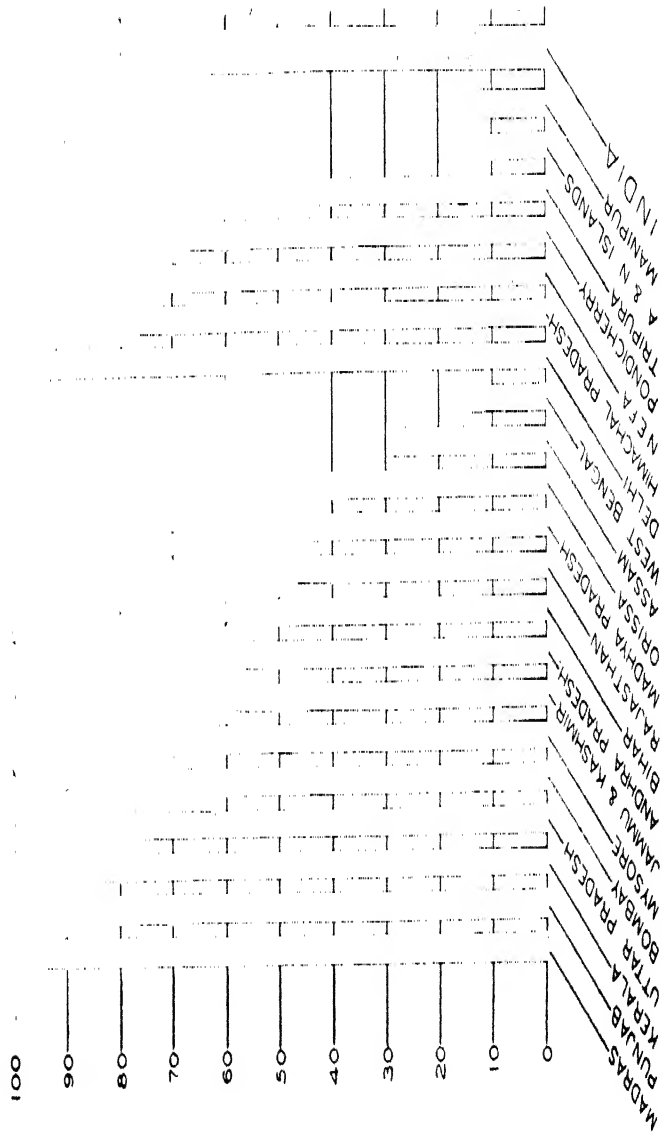 100
90
80
70
60
50
40
30
20
10
0
MADRAS
PUNJAB
KERALA
UTTAR PRADESH
BOMBAY
MYSORE
JAMMU & KASHMIR
ANDHRA PRADESH
BIHAR
RAJASTHAN
MADHYA PRADESH
ORISSA
ASSAM
WEST BENGAL
DELHI
HIMACHAL PRADESH
N E F A
PONDICHERRY
TRIPURA
A & N ISLANDS
MANIPUR
INDIA